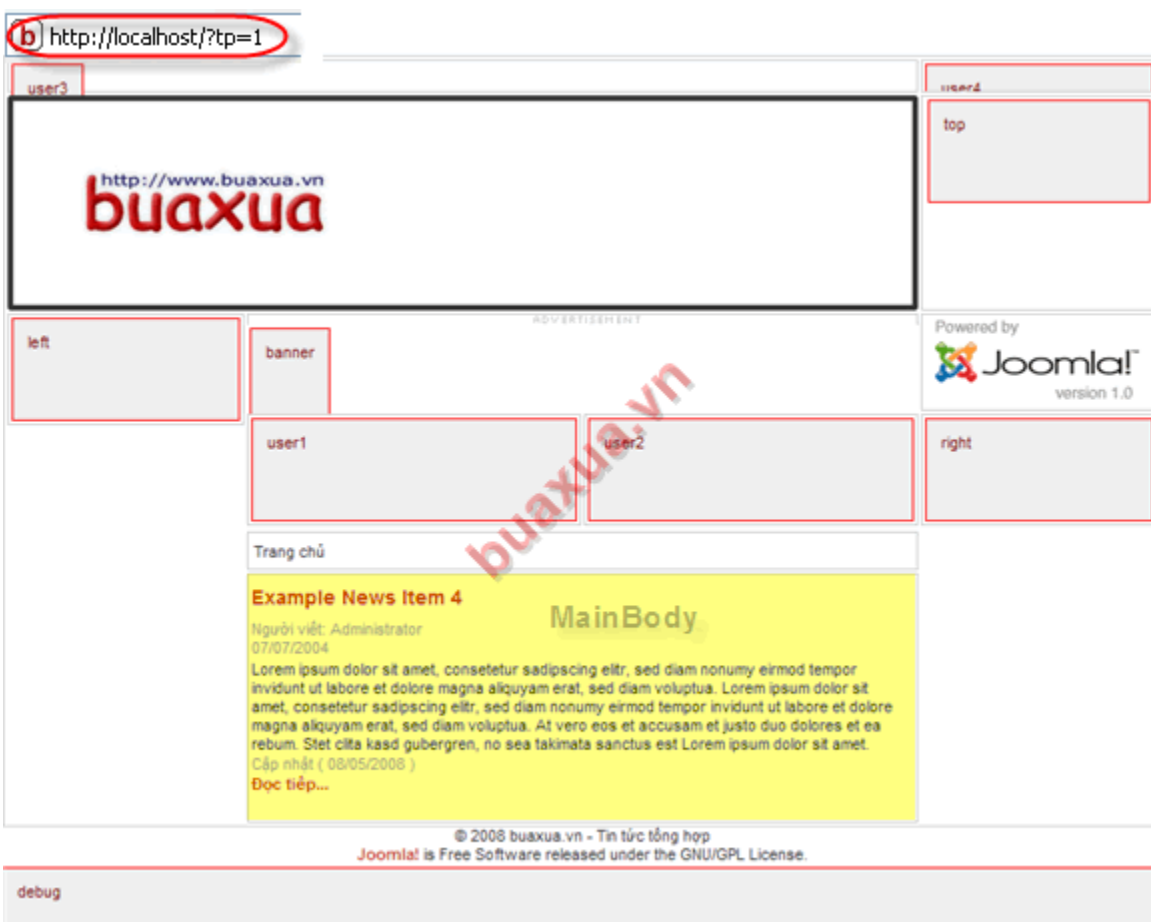 b http://localhost/?tp=1
user3
user4
http://www.buaxua.vn
buaxua
top
left
ADVERTISEMENT
banner
Powered by
Joomla!
version 1.0
user1
user2
right
buaxua.vn
Trang chủ
Example News Item 4
MainBody
Người viết: Administrator
07/07/2004
Lorem ipsum dolor sit amet, consetetur sadipscing elitr, sed diam nonumy eirmod tempor
invidunt ut labore et dolore magna aliquyam erat, sed diam voluptua. Lorem ipsum dolor sit
amet, consetetur sadipscing elitr, sed diam nonumy eirmod tempor invidunt ut labore et dolore
magna aliquyam erat, sed diam voluptua. At vero eos et accusam et justo duo dolores et ea
rebum. Stet clita kasd gubergren, no sea takimata sanctus est Lorem ipsum dolor sit amet.
Cập nhật ( 08/05/2008 )
Đọc tiếp...
© 2008 buaxua.vn - Tin tức tổng hợp
Joomla! is Free Software released under the GNU/GPL License.
debug